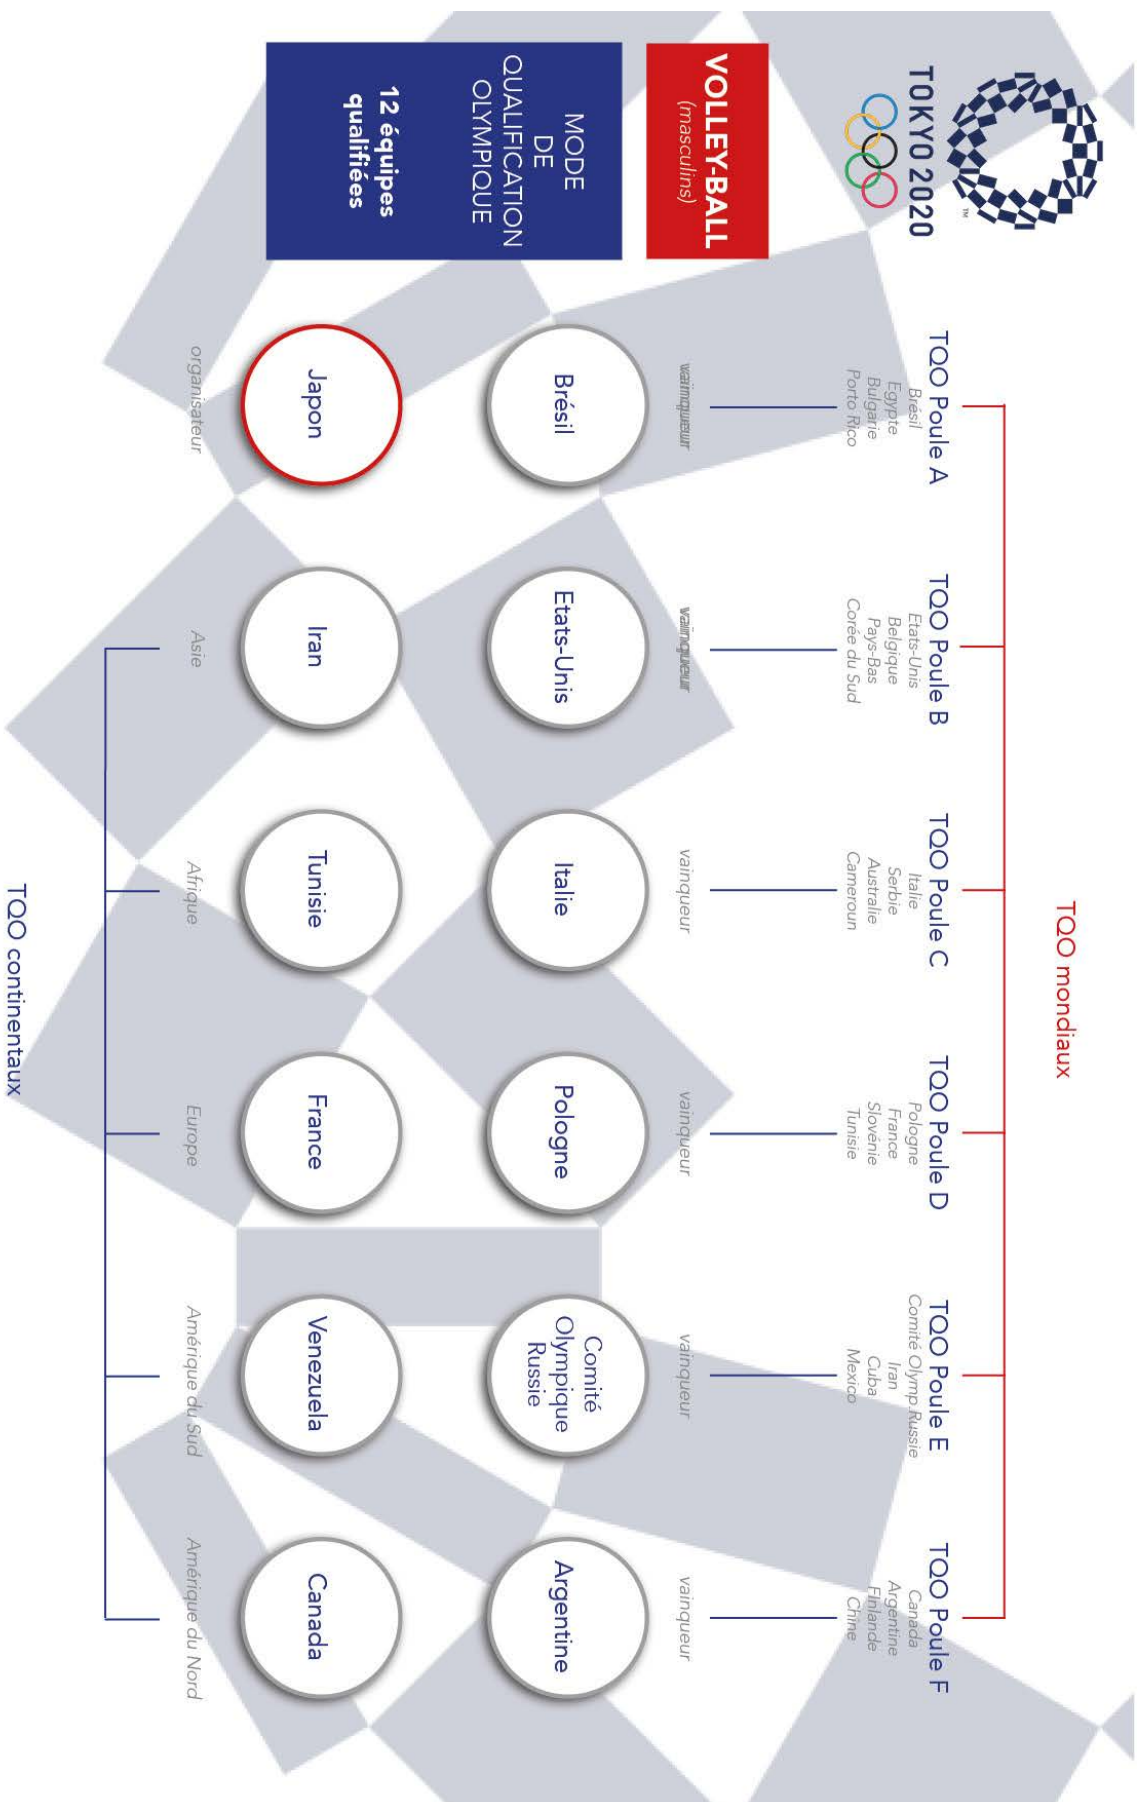 TOKYO 2020
TM
VOLLEY-BALL
(masculins)
MODE
DE
QUALIFICATION
OLYMPIQUE
12 équipes
qualifiées
TQO mondiaux
TQO Poule A
Brésil
Egypte
Bulgarie
Porto Rico
vainqueur
Brésil
TQO Poule B
Etats-Unis
Belgique
Pays-Bas
Corée du Sud
vainqueur
Etats-Unis
TQO Poule C
Italie
Serbie
Australie
Cameroun
vainqueur
Italie
TQO Poule D
Pologne
France
Slovénie
Tunisie
vainqueur
Pologne
TQO Poule E
Comité Olymp Russie
Iran
Cuba
Mexico
vainqueur
Comité
Olympique
Russie
TQO Poule F
Canada
Argentine
Finlande
Chine
vainqueur
Argentine
Japon
organisateur
Iran
Asie
Tunisie
Afrique
France
Europe
Venezuela
Amérique du Sud
Canada
Amérique du Nord
TQO continentaux